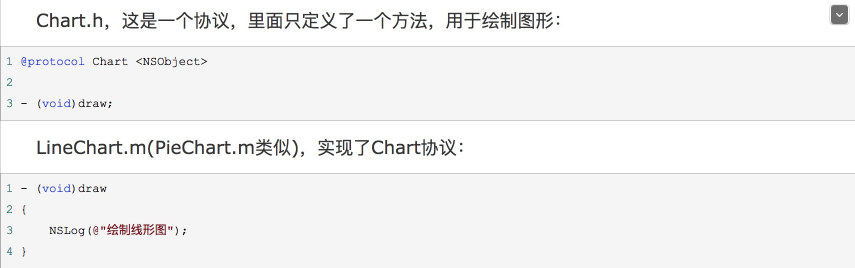 Chart.h，这是一个协议，里面只定义了一个方法，用于绘制图形：
1 @protocol Chart <NSObject>
2
3 - (void)draw;
LineChart.m(PieChart.m类似)，实现了Chart协议：
1 - (void)draw
2 {
3     NSLog(@"绘制线形图");
4 }